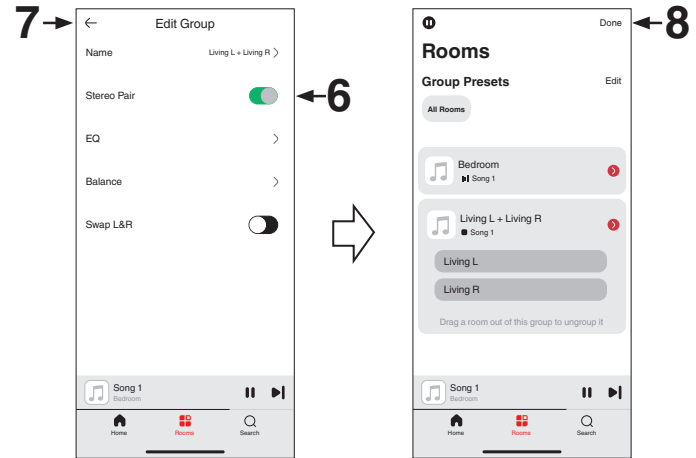 7
Edit Group
Name
Living L + Living R
Stereo Pair
6
EQ
Balance
Swap L&R
Song 1
Bedroom
Home
Rooms
Search
Done
8
Rooms
Group Presets
Edit
All Rooms
Bedroom
Song 1
Living L + Living R
Song 1
Living L
Living R
Drag a room out of this group to ungroup it
Song 1
Bedroom
Home
Rooms
Search